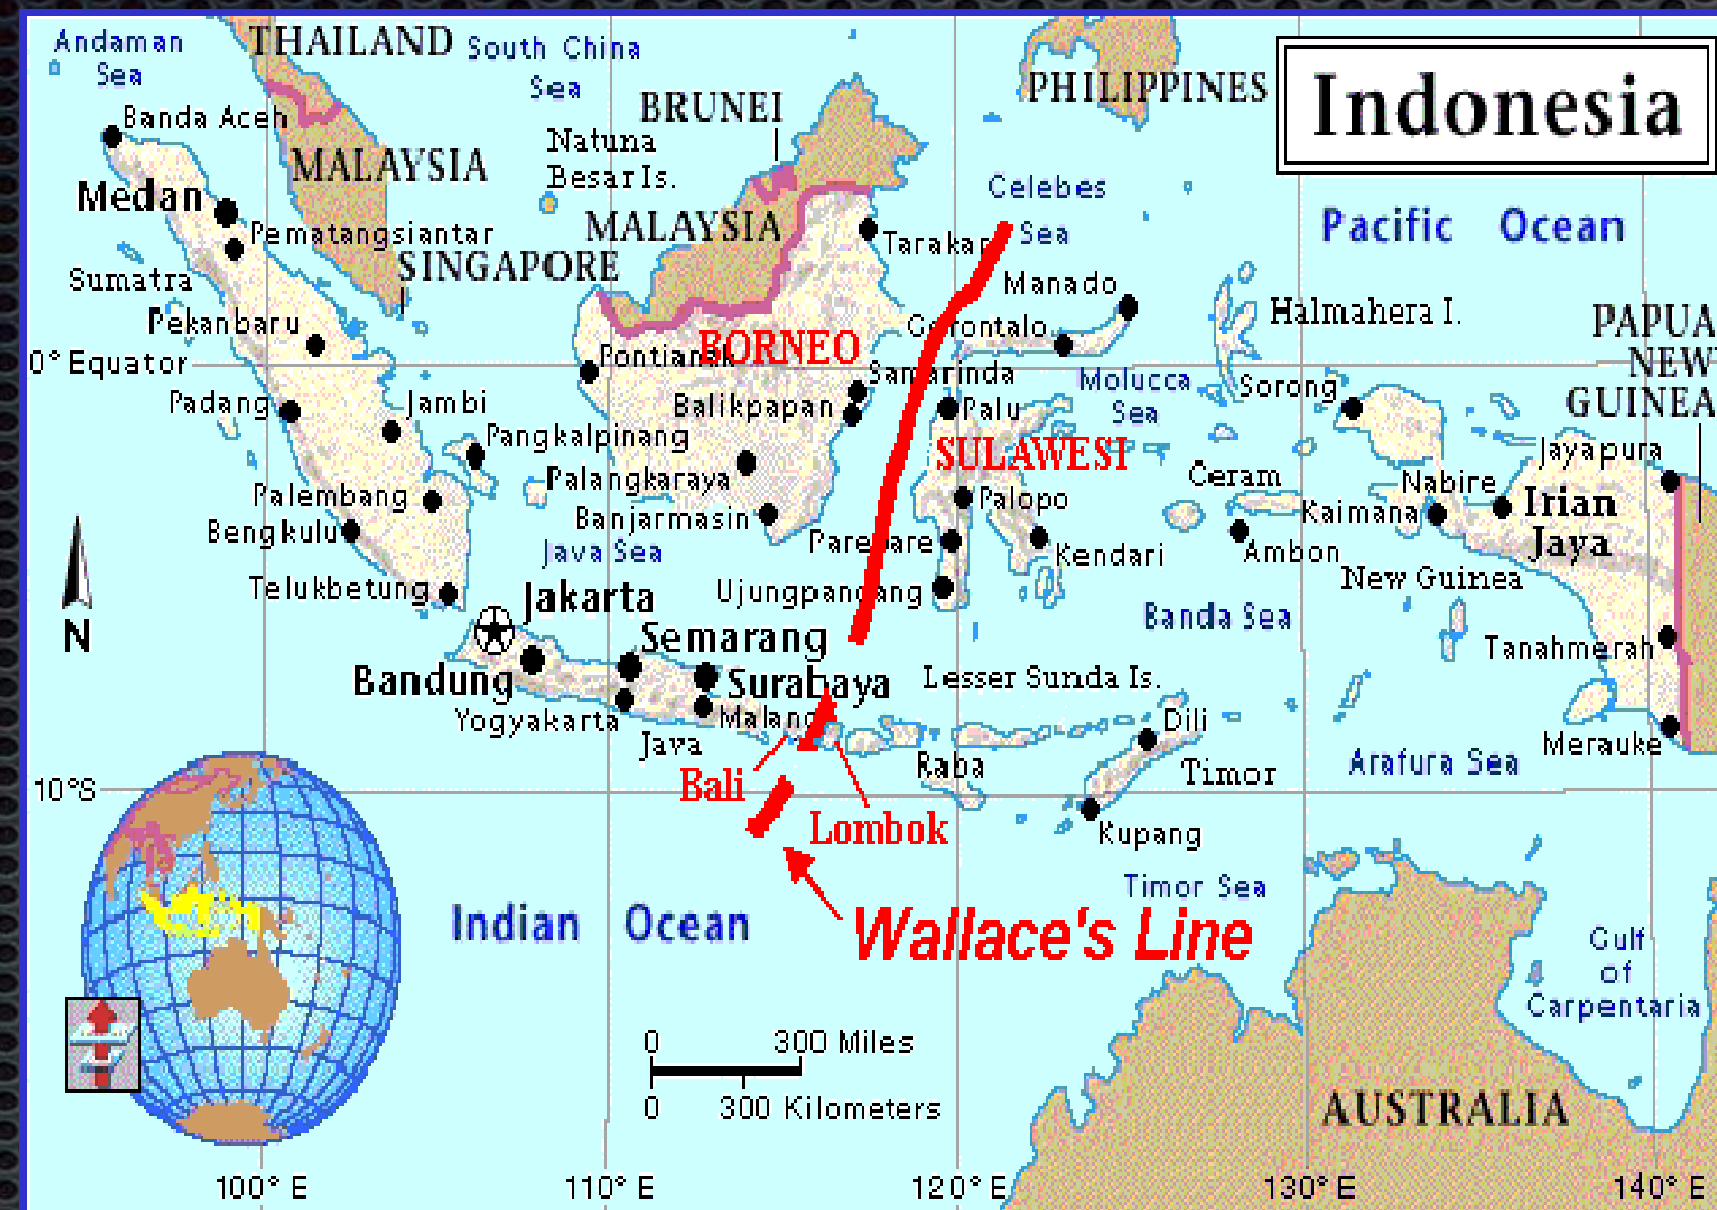 Andaman
Sea
THAILAND
South China
Sea
PHILIPPINES
Indonesia
Banda Aceh
BRUNEI
Natuna
Besar Is.
MALAYSIA
Medan
Celebes
Sea
Pacific Ocean
MALAYSIA
Pematangsiantar
Tarakan
SINGAPORE
Sumatra
Manado
Halmahera I.
Pekanbaru
Gorontalo
PAPUA
NEW
GUINEA
BORNEO
0° Equator
Pontianak
Samarinda
Molucca
Sea
Sorong
Padang
Jambi
Balikpapan
Palu
Pangkalpinang
SULAWESI
Jayapura
Palangkaraya
Ceram
Nabire
Palembang
Palopo
Irian
Jaya
Kaimana
Bengkulu
Banjarmasin
Java Sea
Parepare
Kendari
Ambon
New Guinea
Telukbetung
Jakarta
Ujungpandang
Banda Sea
N
Semarang
Tanahmerah
Bandung
Surabaya
Lesser Sunda Is.
Yogyakarta
Malang
Dili
Java
Merauke
Bali
Raba
Timor
Arafura Sea
10°S
Lombok
Kupang
Timor Sea
Indian Ocean
Wallace's Line
Gulf
of
Carpentaria
0 300 Miles
0 300 Kilometers
AUSTRALIA
100° E 110° E 120° E 130° E 140° E